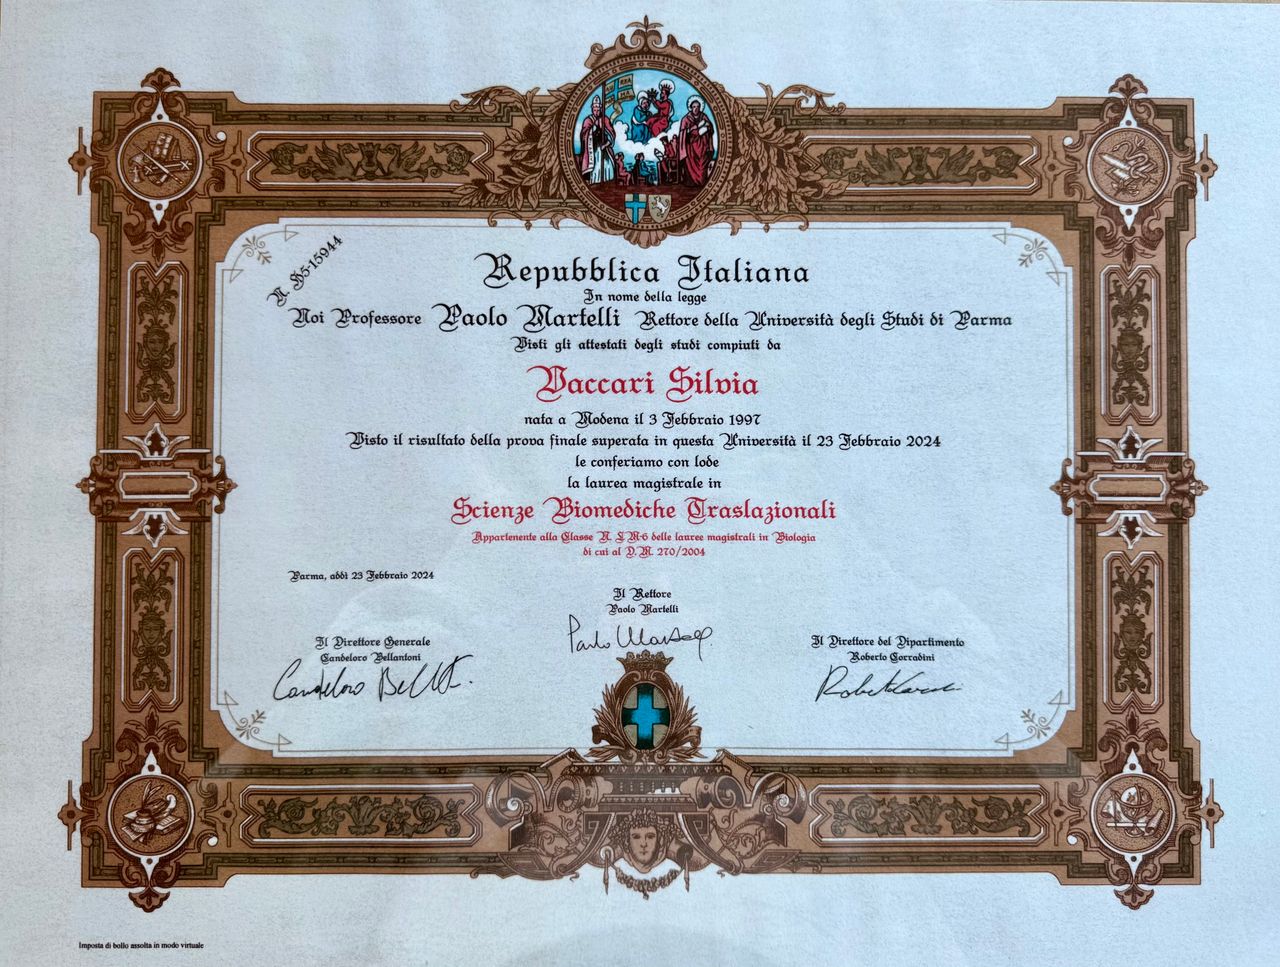 N. S5-15944
Repubblica Italiana
In nome della legge
Noi Professore Paolo Martelli Rettore della Università degli Studi di Parma
Visti gli attestati degli studi compiuti da
Vaccari Silvia
nata a Modena il 3 Febbraio 1997
Visto il risultato della prova finale superata in questa Università il 23 Febbraio 2024
le conferiamo con lode
la laurea magistrale in
Scienze Biomediche Traslazionali
Appartenente alla Classe N. LM-6 delle lauree magistrali in Biologia
di cui al D.M. 270/2004
Parma, addì 23 Febbraio 2024
Il Rettore
Paolo Martelli
Paolo Martelli
Il Direttore Generale
Candeloro Bellantoni
Candeloro
Il Direttore del Dipartimento
Roberto Corradini
Imposta di bollo assolta in modo virtuale